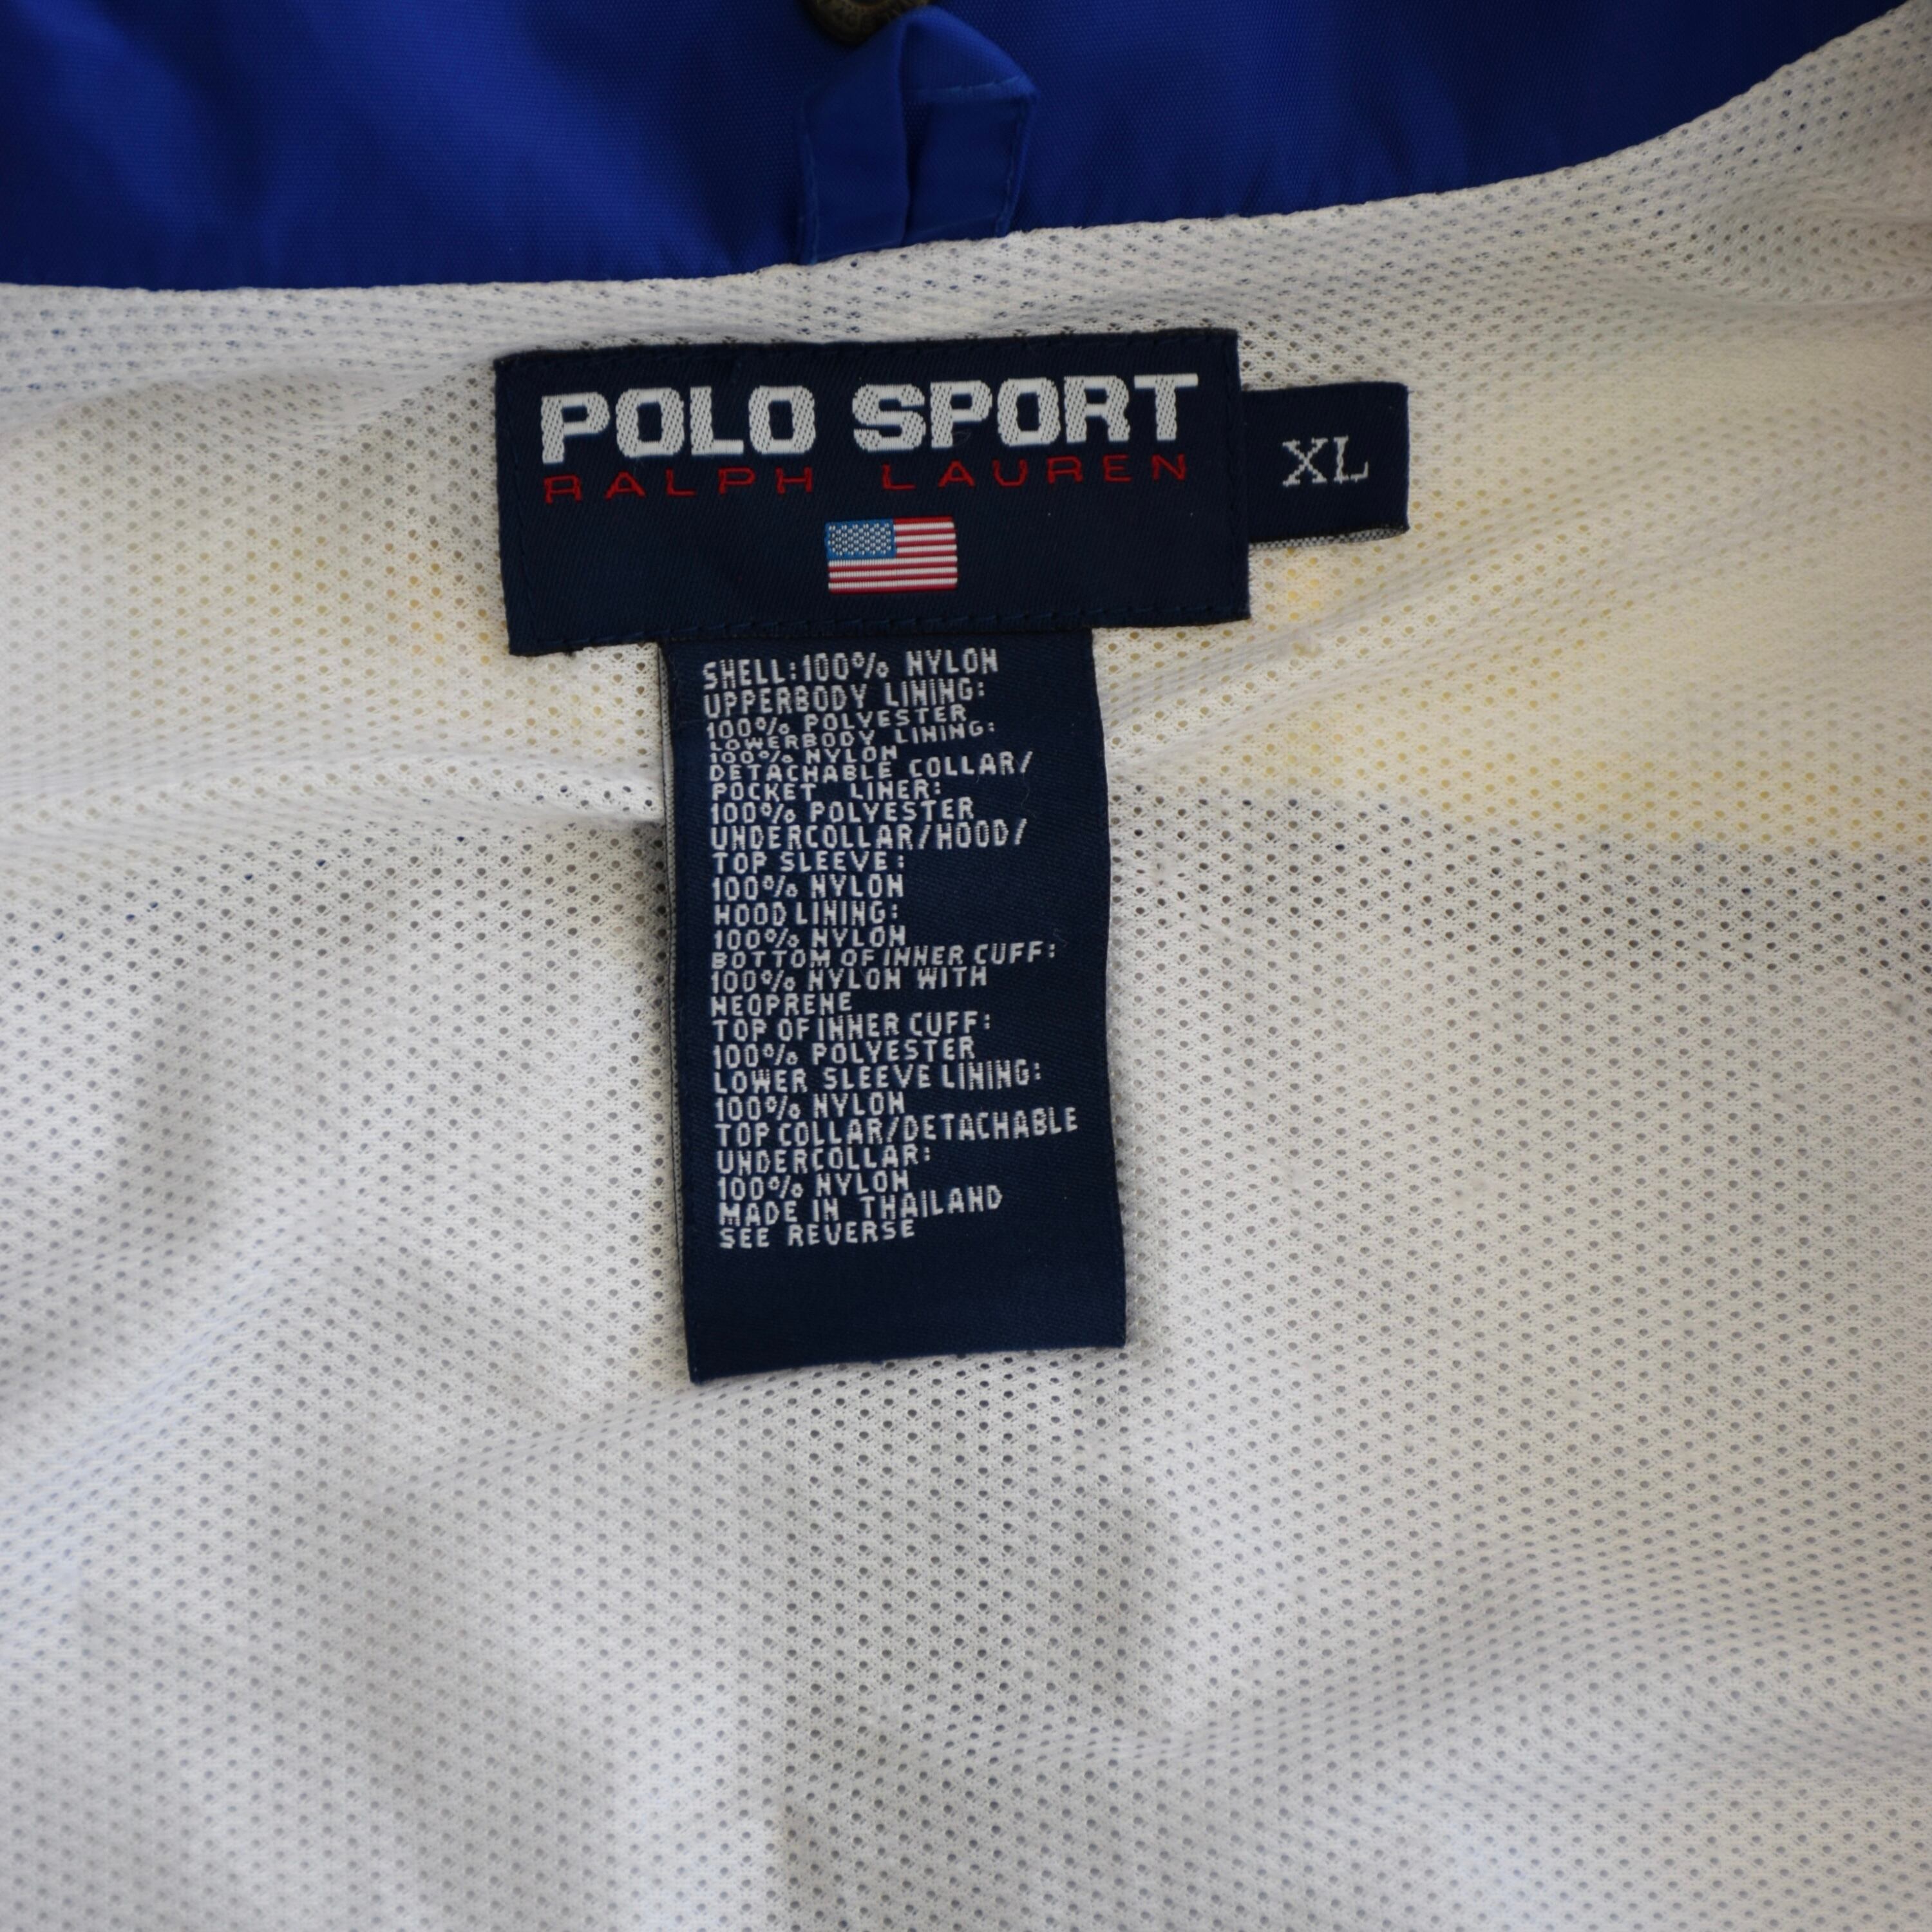 POLO SPORT
RALPH LAUREN
XL
SHELL:100% NYLON
UPPERBODY LINING:
100% POLYESTER
LOWERBODY LINING:
100% NYLON
DETACHABLE COLLAR/
POCKET LINER:
100% POLYESTER
UNDERCOLLAR/HOOD/
TOP SLEEVE:
100% NYLON
HOOD LINING:
100% NYLON
BOTTOM OF INNER CUFF:
100% NYLON WITH
NEOPRENE
TOP OF INNER CUFF:
100% POLYESTER
LOWER SLEEVE LINING:
100% NYLON
TOP COLLAR/DETACHABLE
UNDERCOLLAR:
100% NYLON
MADE IN THAILAND
SEE REVERSE